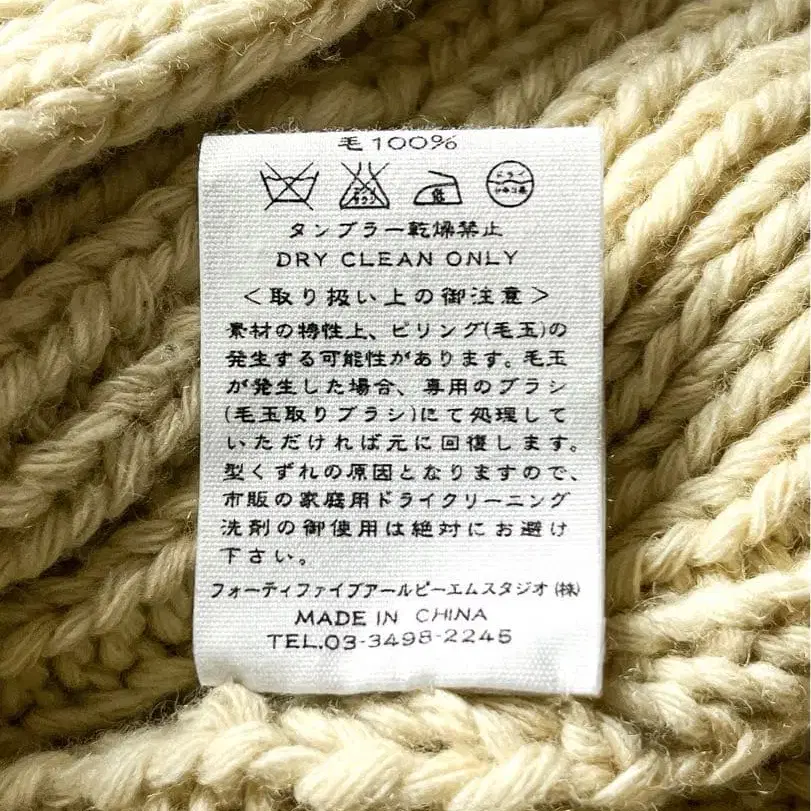 毛100%
低
ドライ
タンブラー乾燥禁止
DRY CLEAN ONLY
＜取り扱い上の御注意＞
素材の特性上、ピリング(毛玉)の
発生する可能性があります。毛玉
が発生した場合、専用のブラシ
(毛玉取りブラシ)にて処理して
いただければ元に回復します。
型くずれの原因となりますので、
市販の家庭用ドライクリーニング
洗剤の御使用は絶対にお避け
下さい。
フォーティファイブアールピーエムスタジオ(株)
MADE IN CHINA
TEL.03-3498-2245